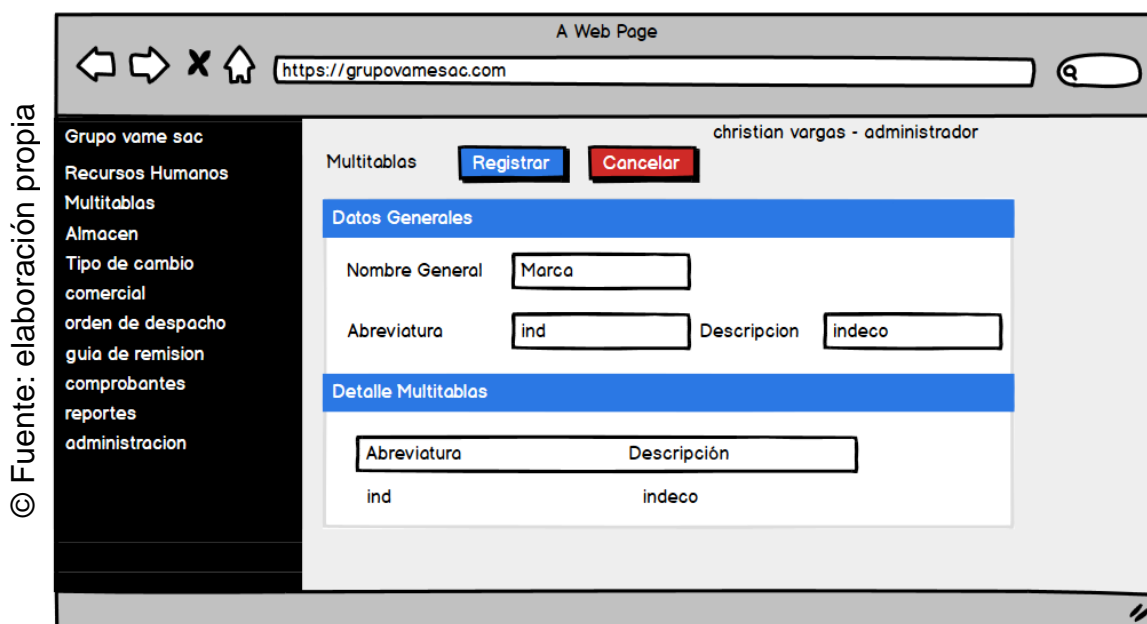 A Web Page
https://grupovamesac.com
© Fuente: elaboración propia
Grupo vame sac
Recursos Humanos
Multitablas
Almacen
Tipo de cambio
comercial
orden de despacho
guia de remision
comprobantes
reportes
administracion
christian vargas - administrador
Multitablas Registrar Cancelar
Datos Generales
Nombre General Marca
Abreviatura ind Descripcion indeco
Detalle Multitablas
Abreviatura Descripción
ind indeco